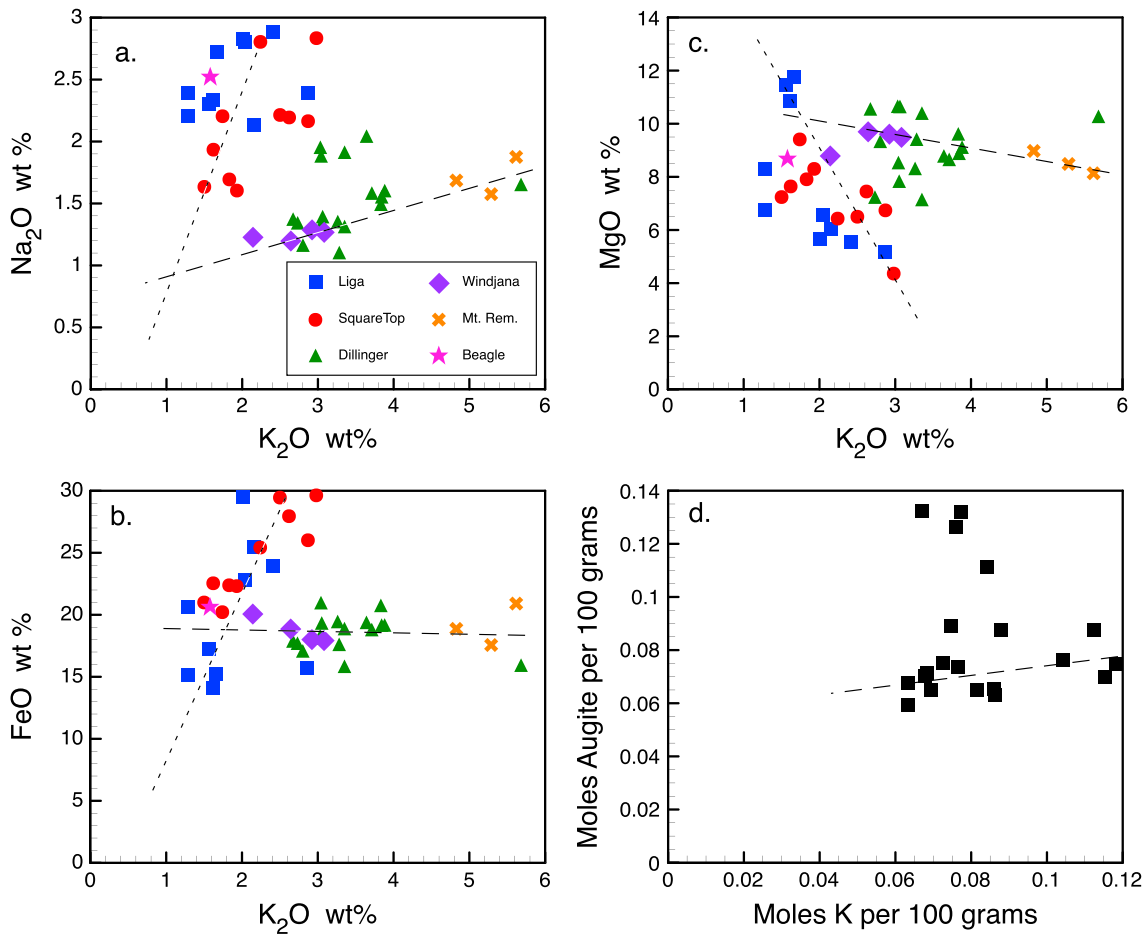 a.
Na2O wt %
3
2.5
2
1.5
1
0.5
0
0 1 2 3 4 5 6
K2O wt%
Liga
SquareTop
Dillinger
Windjana
Mt. Rem.
Beagle
c.
MgO wt %
14
12
10
8
6
4
2
0
1 2 3 4 5 6
K2O wt%
b.
FeO wt %
30
25
20
15
10
5
0
0 1 2 3 4 5 6
K2O wt%
d.
Moles Augite per 100 grams
0.14
0.12
0.1
0.08
0.06
0.04
0.02
0
0 0.02 0.04 0.06 0.08 0.1 0.12
Moles K per 100 grams